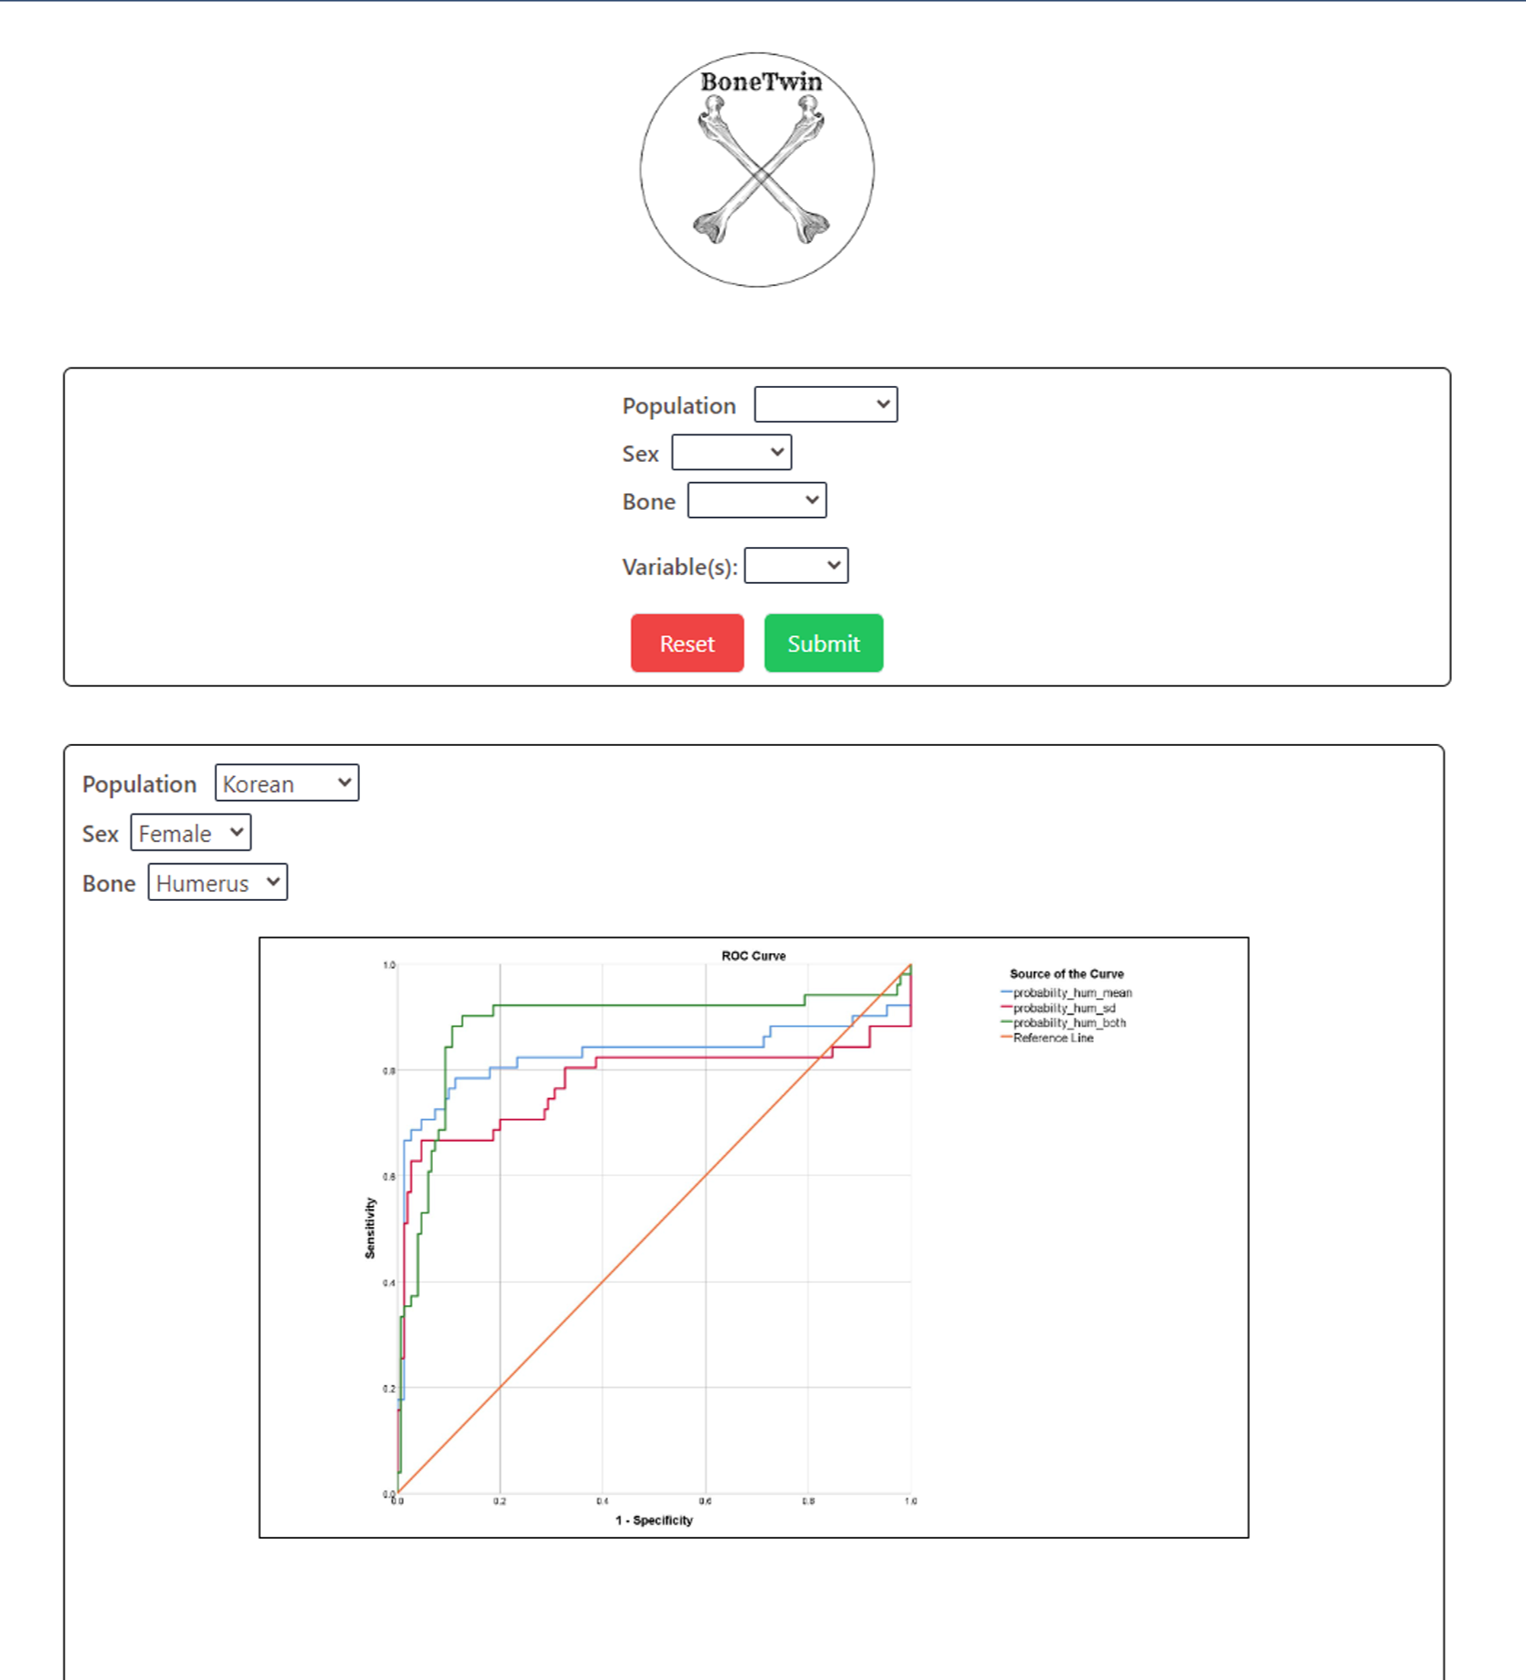 BoneTwin
Population
Sex
Bone
Variable(s):
Reset Submit
Population Korean
Sex Female
Bone Humerus
ROC Curve
Source of the Curve
probability_hum_mean
probability_hum_sd
probability_hum_both
Reference Line
1.0
0.8
0.6
Sensitivity
0.4
0.2
0.0
0.0 0.2 0.4 0.6 0.8 1.0
1 - Specificity